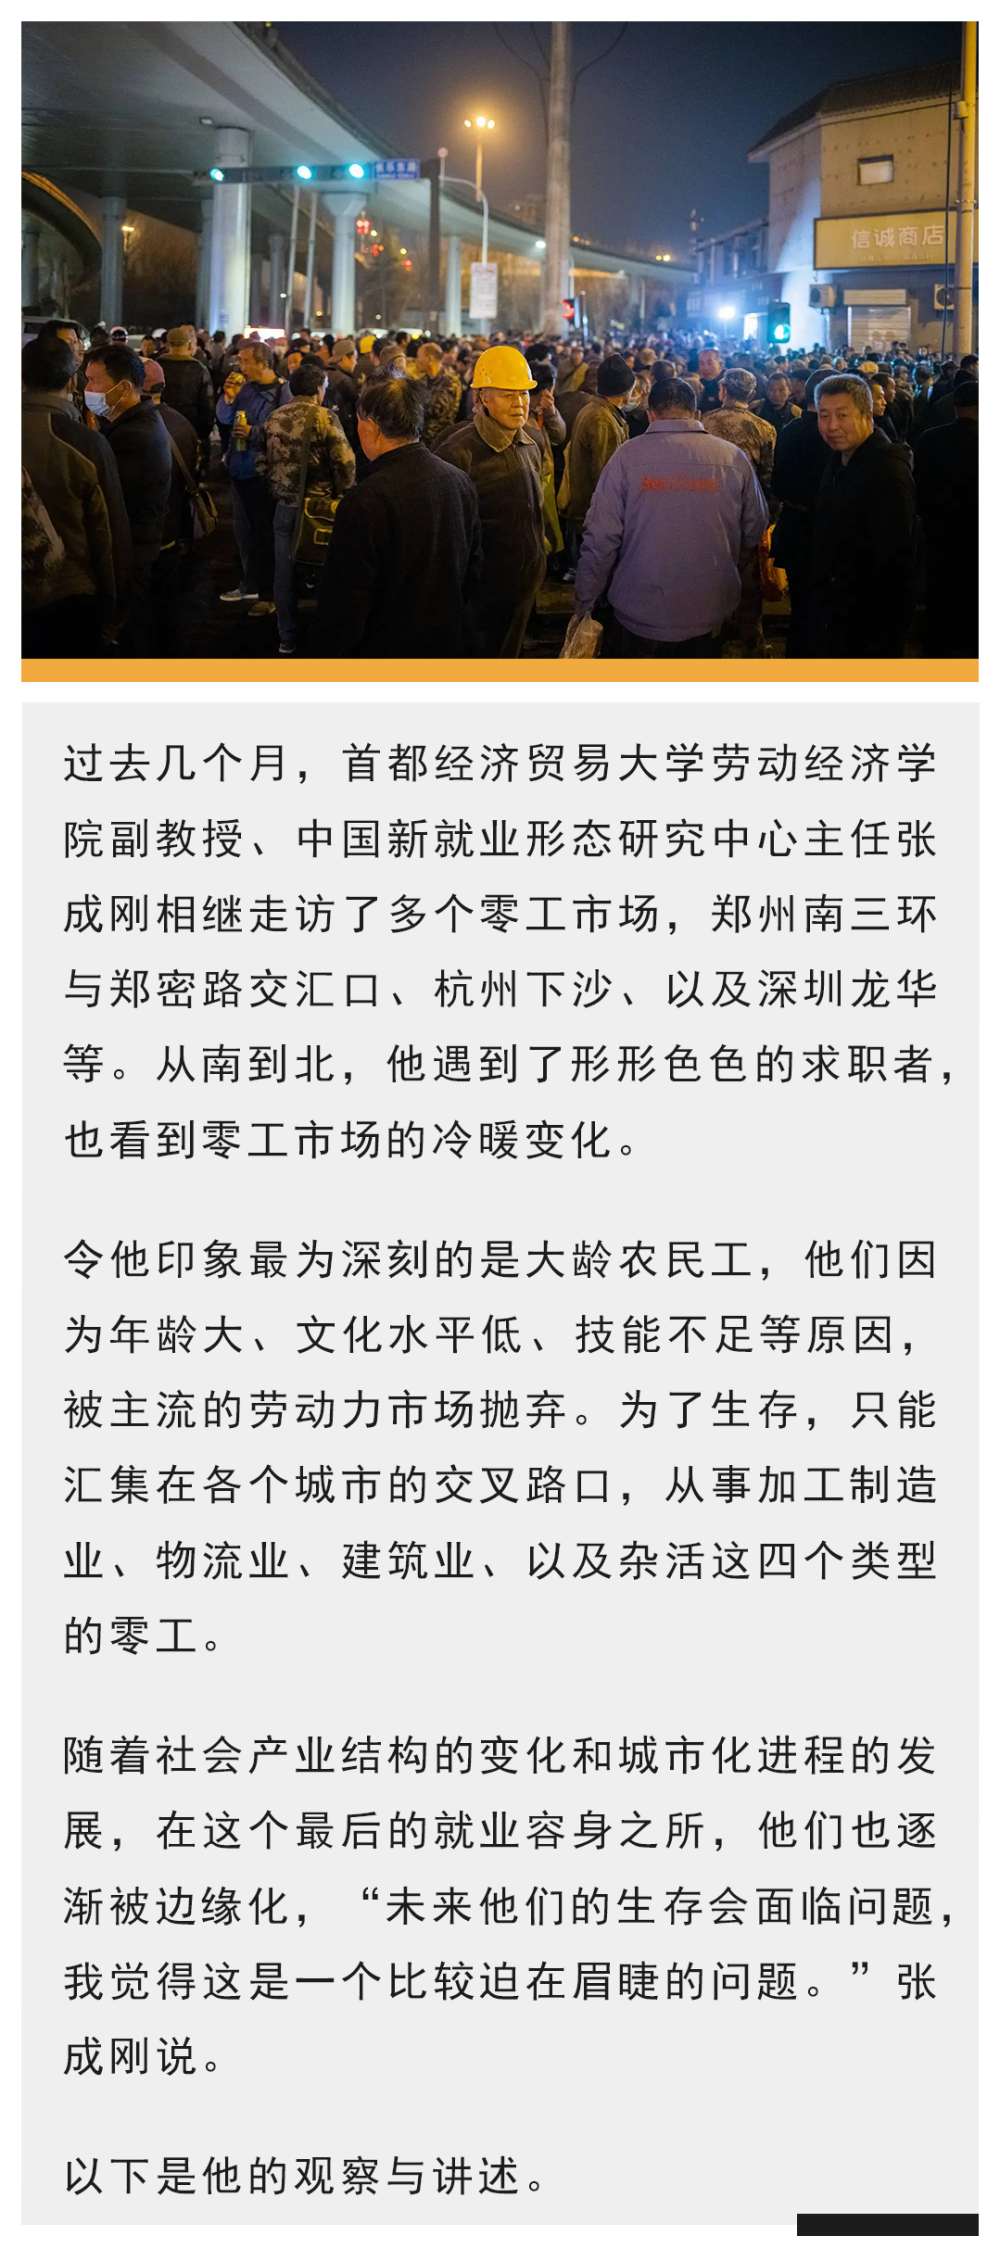 信诚商店
过去几个月，首都经济贸易大学劳动经济学
院副教授、中国新就业形态研究中心主任张
成刚相继走访了多个零工市场，郑州南三环
与郑密路交汇口、杭州下沙、以及深圳龙华
等。从南到北，他遇到了形形色色的求职者，
也看到零工市场的冷暖变化。
令他印象最为深刻的是大龄农民工，他们因
为年龄大、文化水平低、技能不足等原因，
被主流的劳动力市场抛弃。为了生存，只能
汇集在各个城市的交叉路口，从事加工制造
业、物流业、建筑业、以及杂活这四个类型
的零工。
随着社会产业结构的变化和城市化进程的发
展，在这个最后的就业容身之所，他们也逐
渐被边缘化，“未来他们的生存会面临问题，
我觉得这是一个比较迫在眉睫的问题。”张
成刚说。
以下是他的观察与讲述。